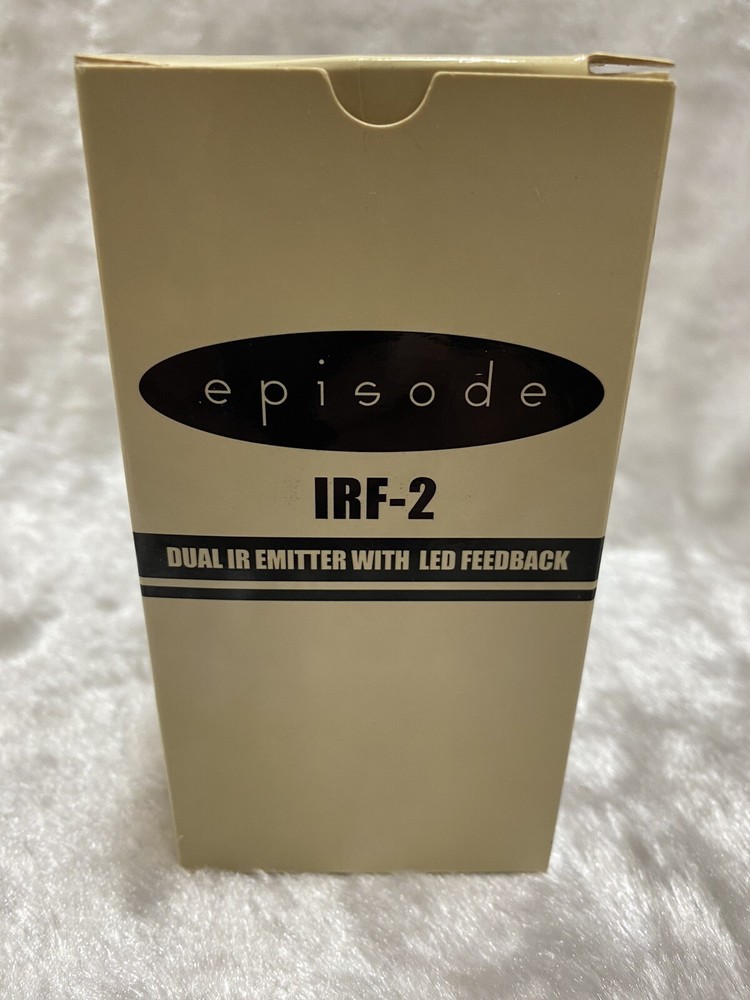 episode
IRF-2
DUAL IR EMITTER WITH LED FEEDBACK